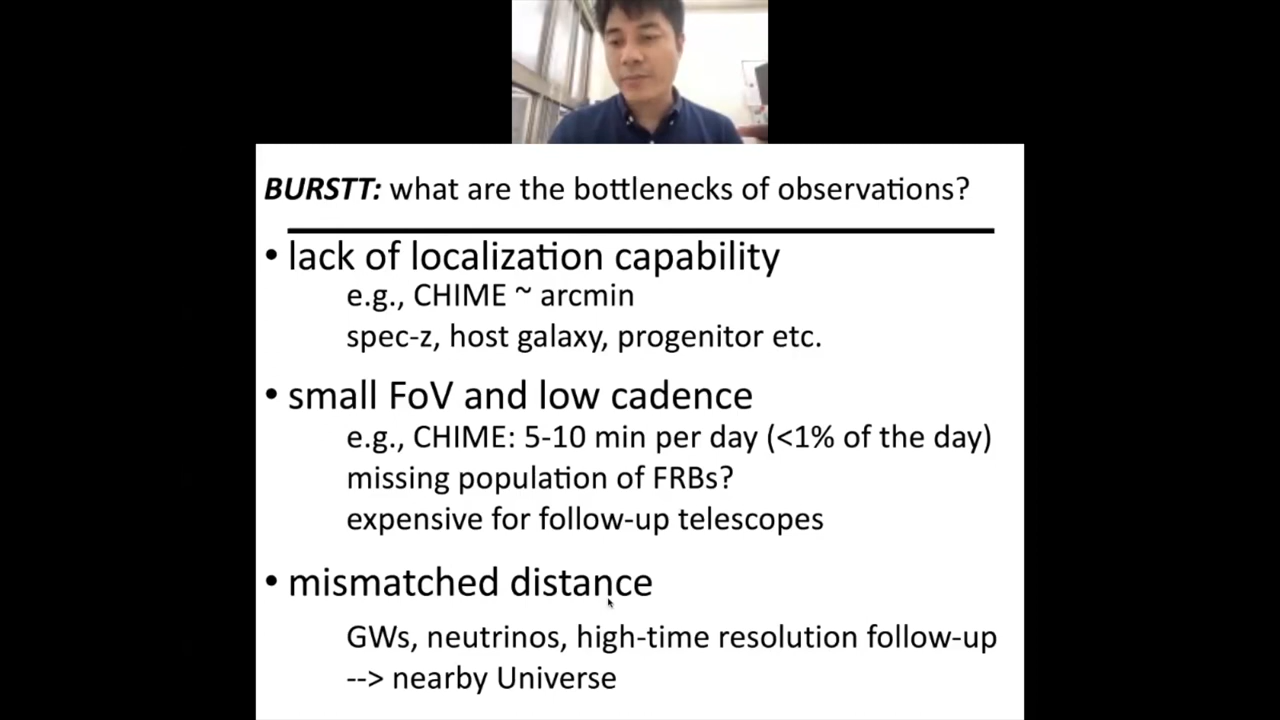 BURSTT: what are the bottlenecks of observations?
• lack of localization capability
e.g., CHIME ~ arcmin
spec-z, host galaxy, progenitor etc.
• small FoV and low cadence
e.g., CHIME: 5-10 min per day (<1% of the day)
missing population of FRBs?
expensive for follow-up telescopes
• mismatched distance
GWs, neutrinos, high-time resolution follow-up
--> nearby Universe